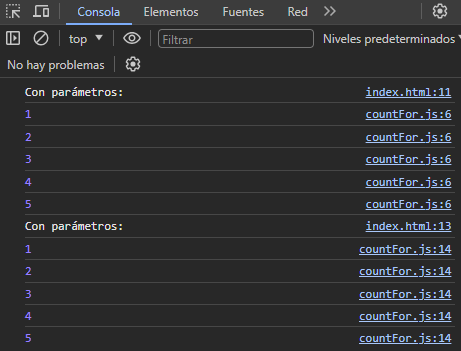 Consola Elementos Fuentes Red
top Filtrar Niveles predeterminados
No hay problemas
Con parámetros: index.html:11
1 countFor.js:6
2 countFor.js:6
3 countFor.js:6
4 countFor.js:6
5 countFor.js:6
Con parámetros: index.html:13
1 countFor.js:14
2 countFor.js:14
3 countFor.js:14
4 countFor.js:14
5 countFor.js:14